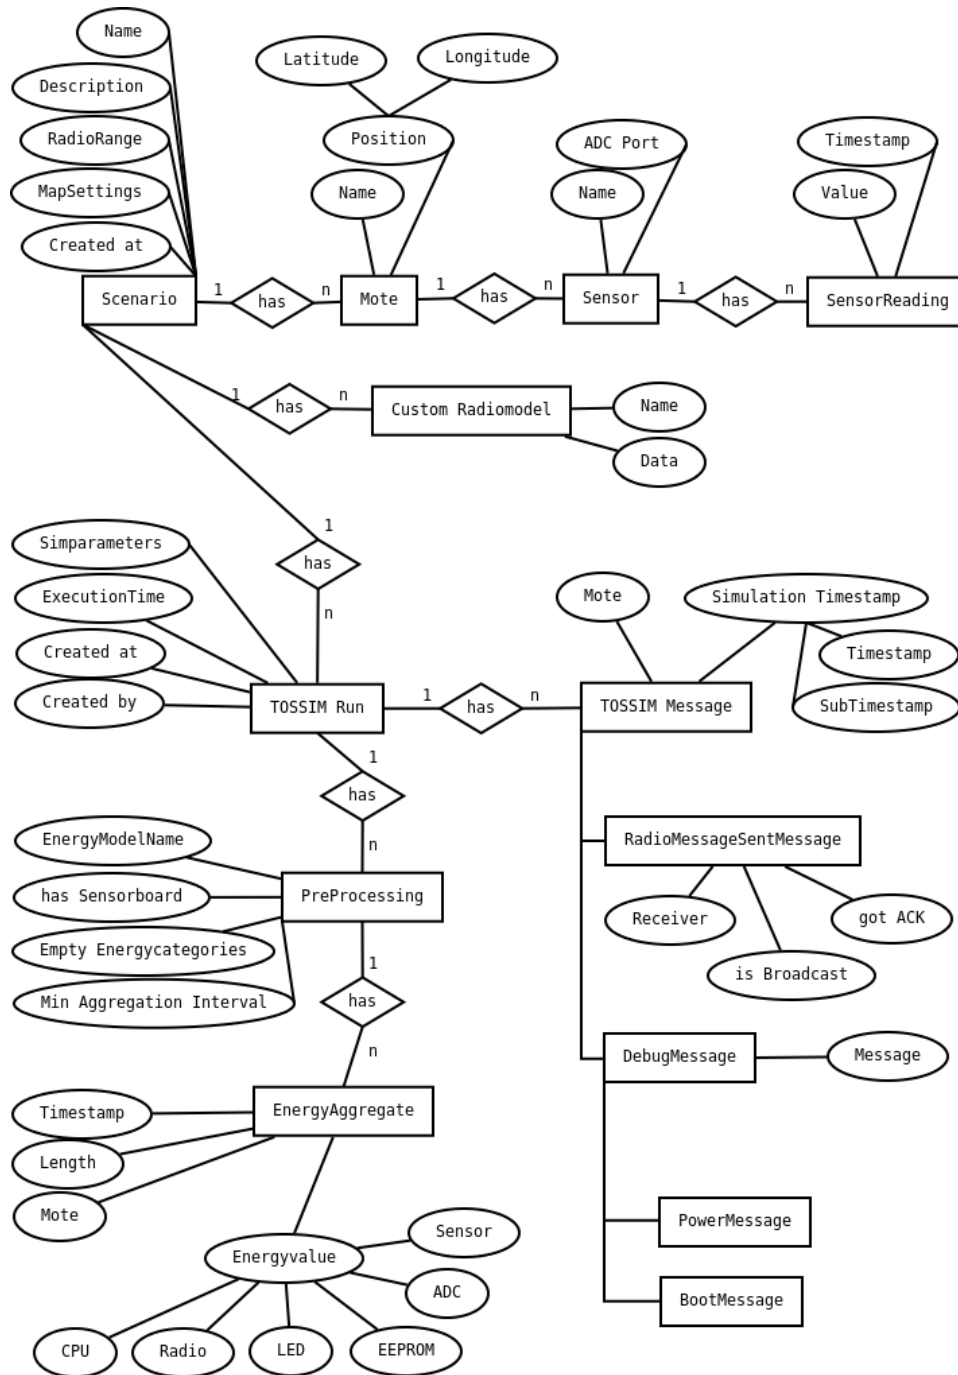 Name
Latitude
Longitude
Description
RadioRange
Position
ADC Port
Timestamp
MapSettings
Name
Name
Value
Created at
Scenario
1
has
n
Mote
1
has
n
Sensor
1
has
n
SensorReading
1
has
n
Custom Radiomodel
Name
Data
1
has
n
Simparameters
ExecutionTime
Created at
Created by
TOSSIM Run
1
has
n
TOSSIM Message
Mote
Simulation Timestamp
Timestamp
SubTimestamp
1
has
n
RadioMessageSentMessage
Receiver
is Broadcast
got ACK
EnergyModelName
has Sensorboard
Empty Energycategories
Min Aggregation Interval
PreProcessing
1
has
n
DebugMessage
Message
Timestamp
Length
Mote
EnergyAggregate
PowerMessage
BootMessage
Energyvalue
Sensor
ADC
CPU
Radio
LED
EEPROM